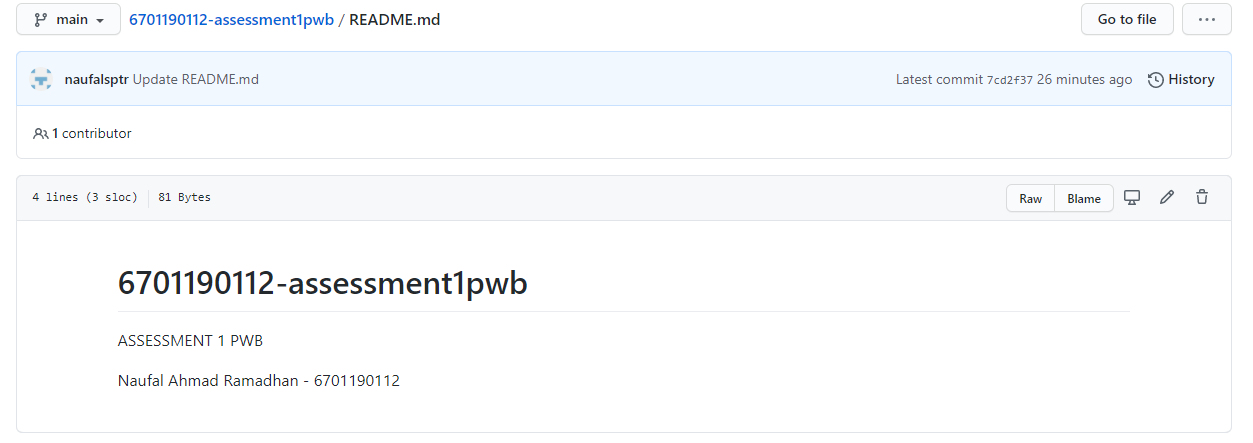 main
6701190112-assessment1pwb / README.md
Go to file
...
naufalsptr Update README.md
Latest commit 7cd2f37 26 minutes ago
History
1 contributor
4 lines (3 sloc)
81 Bytes
Raw
Blame
6701190112-assessment1pwb
ASSESSMENT 1 PWB
Naufal Ahmad Ramadhan - 6701190112